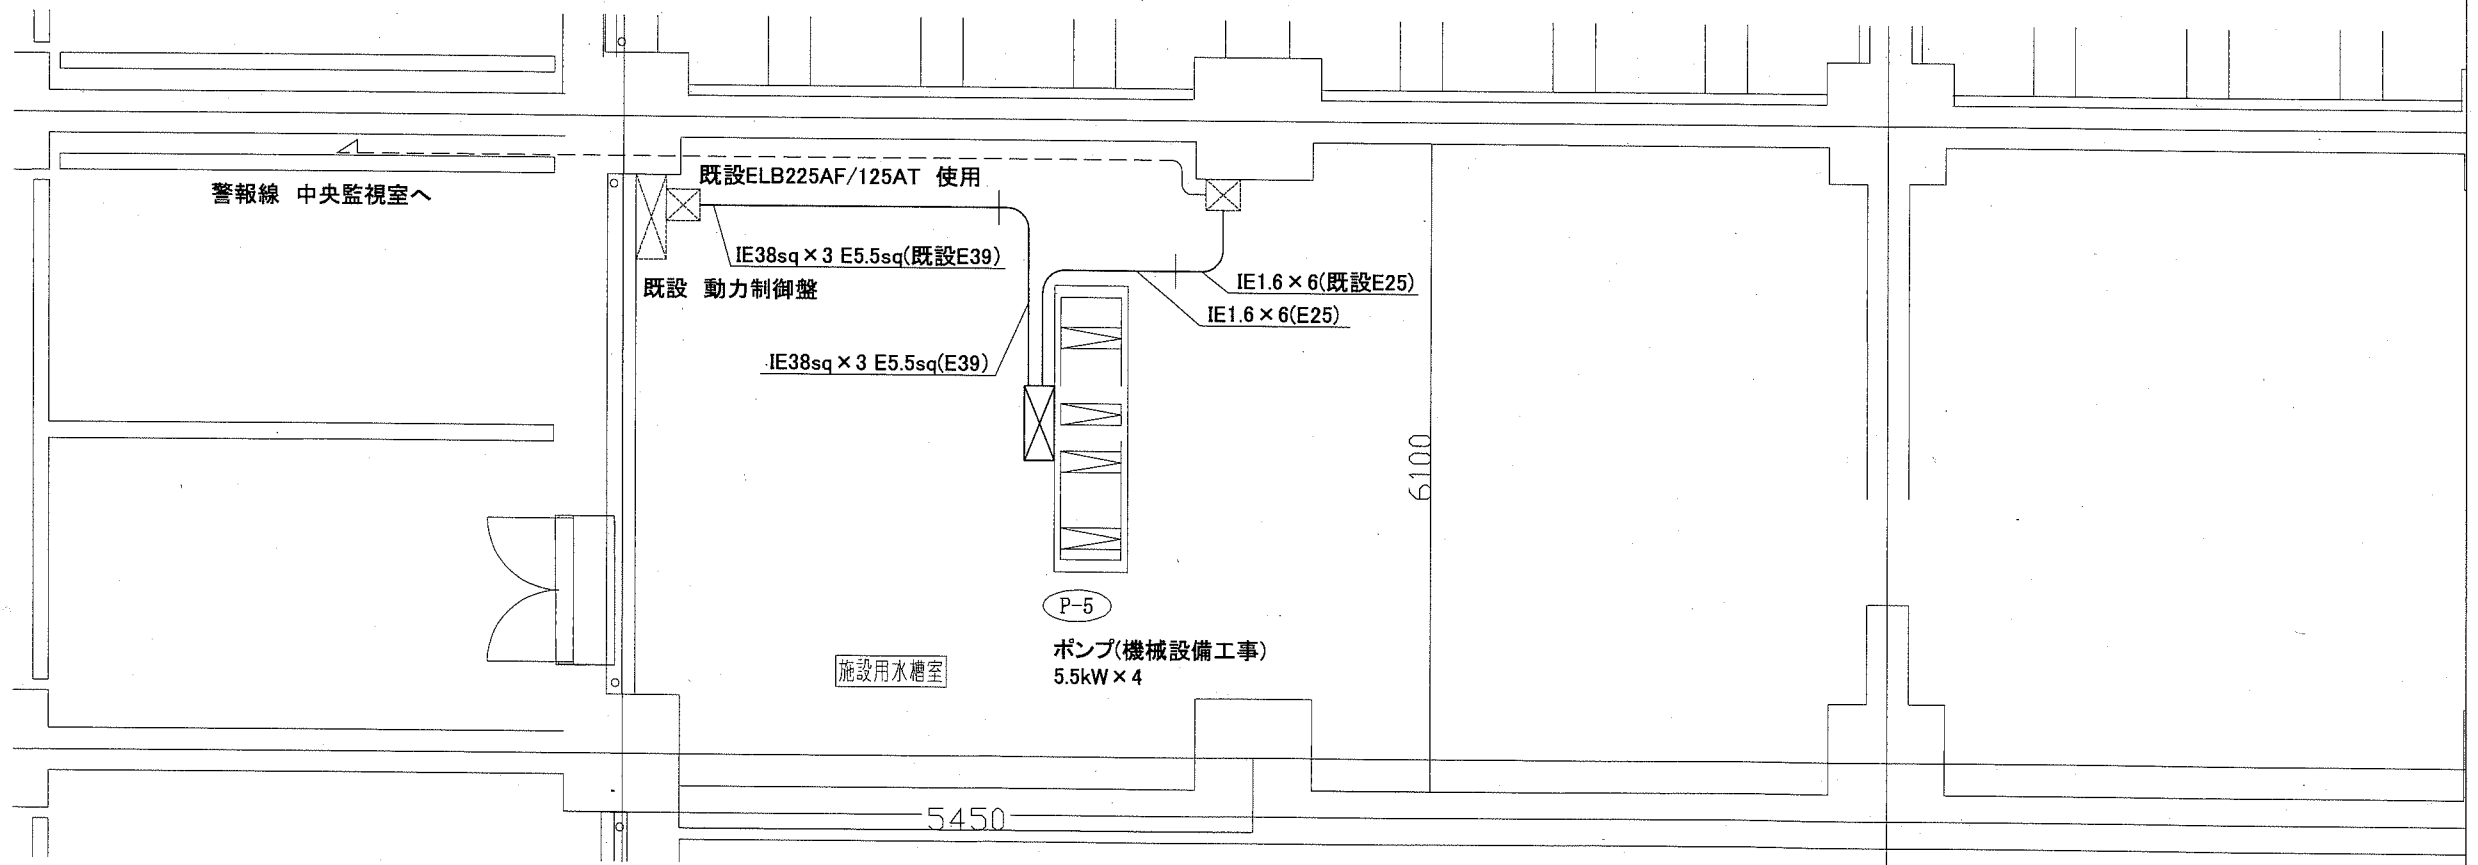 警報線 中央監視室へ
既設ELB225AF/125AT 使用
IE38sq×3 E5.5sq(既設E39)
既設 動力制御盤
IE1.6×6(既設E25)
IE1.6×6(E25)
IE38sq×3 E5.5sq(E39)
6100
P-5
ポンプ(機械設備工事)
5.5kW×4
施設用水槽室
5450